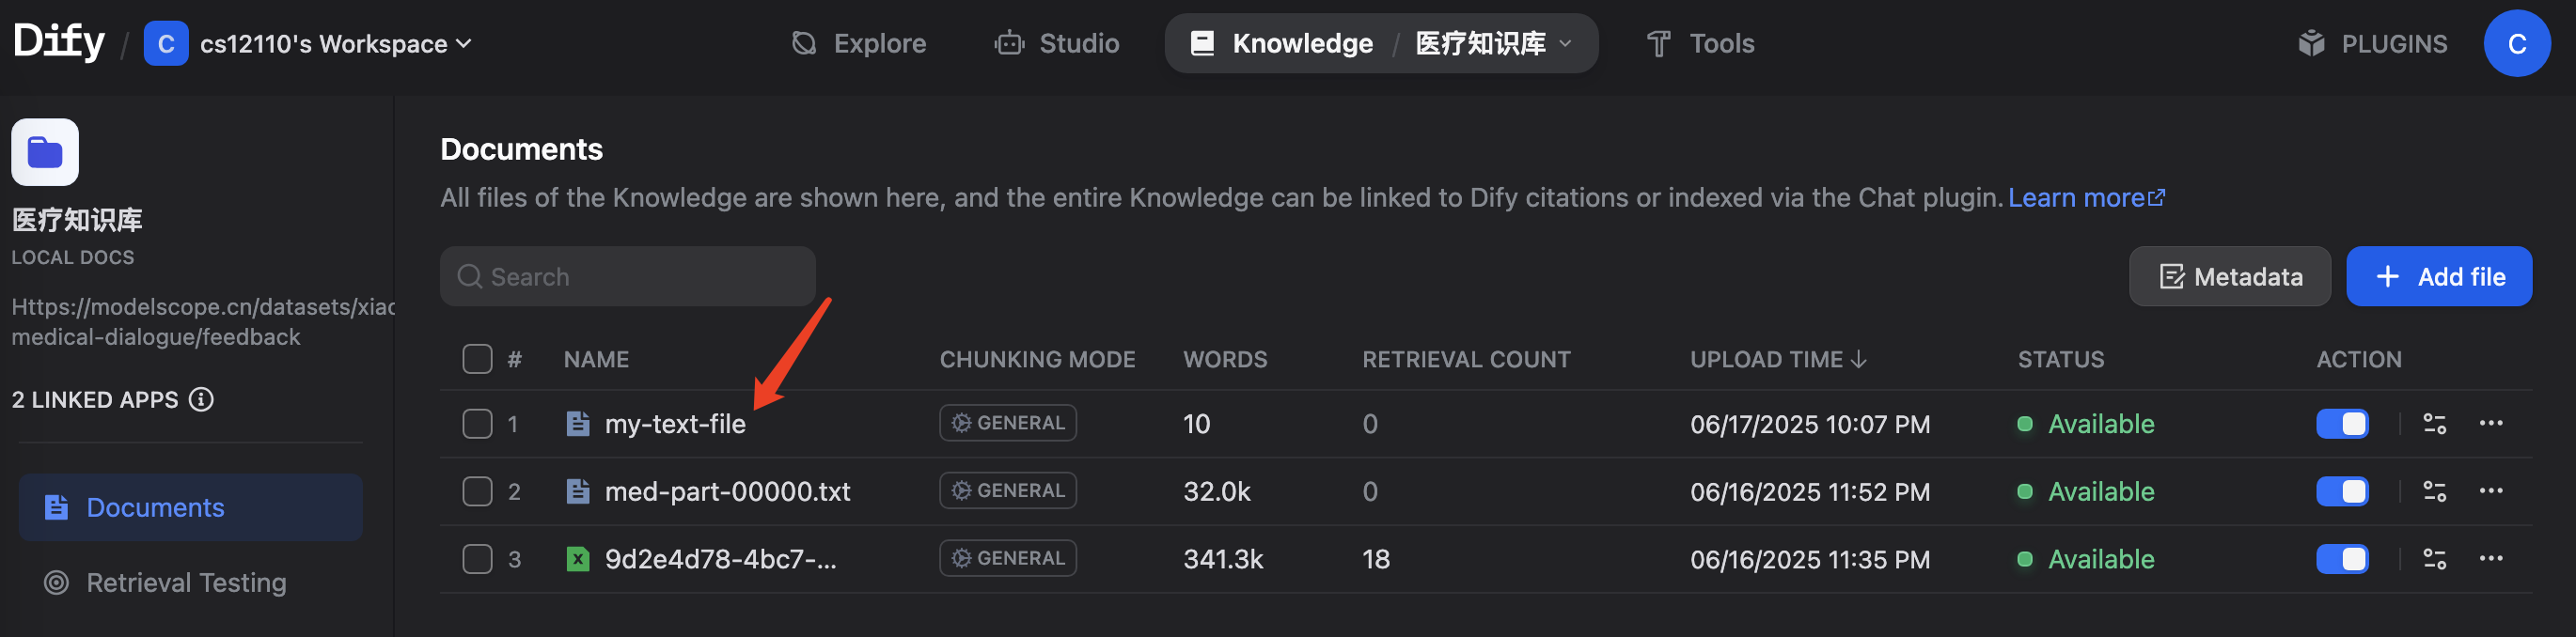 Dify / C cs12110's Workspace
Explore
Studio
Knowledge / 医疗知识库
Tools
PLUGINS
C
医疗知识库
LOCAL DOCS
Https://modelscope.cn/datasets/xiao
medical-dialogue/feedback
2 LINKED APPS
Documents
Retrieval Testing
Documents
All files of the Knowledge are shown here, and the entire Knowledge can be linked to Dify citations or indexed via the Chat plugin. Learn more
Search
Metadata
+ Add file
# NAME CHUNKING MODE WORDS RETRIEVAL COUNT UPLOAD TIME ↓ STATUS ACTION
1 my-text-file GENERAL 10 0 06/17/2025 10:07 PM Available
2 med-part-00000.txt GENERAL 32.0k 0 06/16/2025 11:52 PM Available
3 9d2e4d78-4bc7-... GENERAL 341.3k 18 06/16/2025 11:35 PM Available